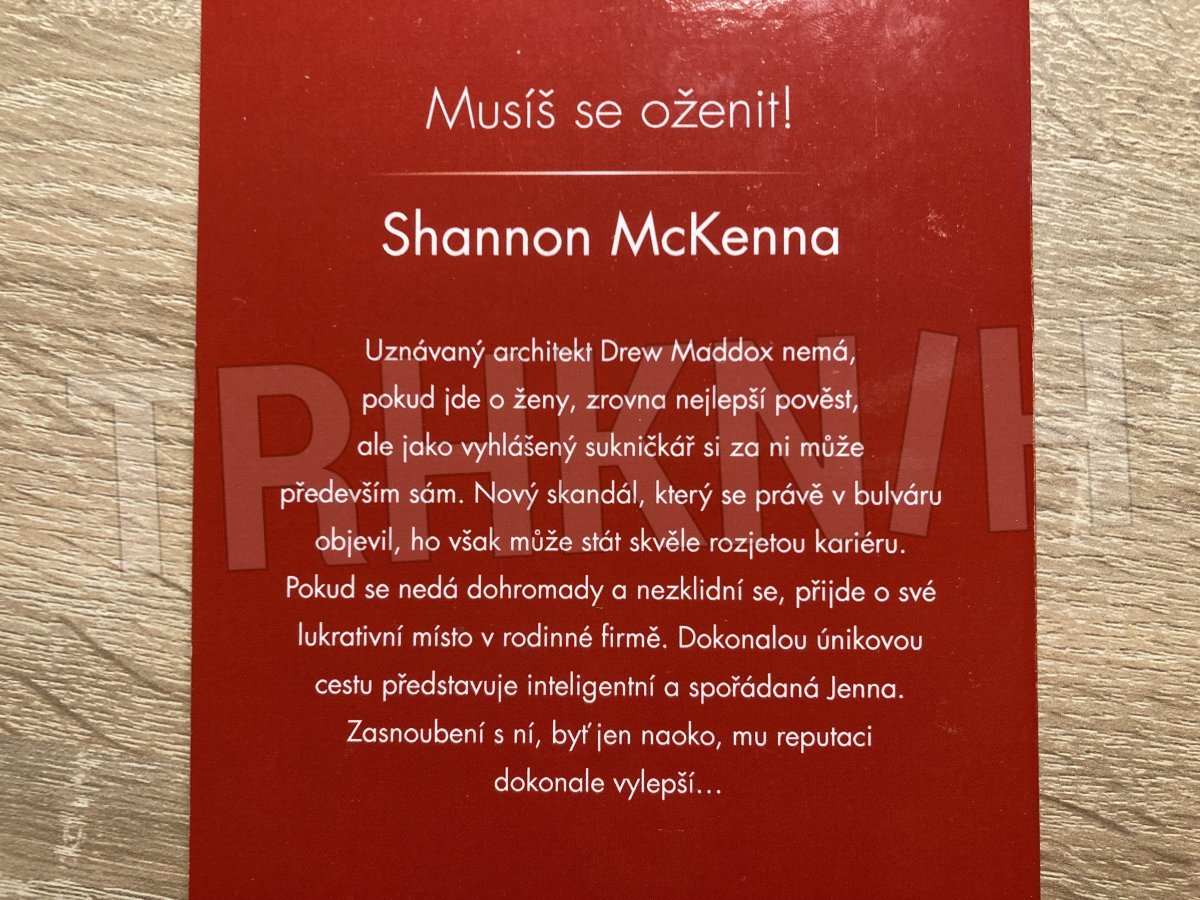 Musíš se oženit!
Shannon McKenna
Uznávaný architekt Drew Maddox nemá,
pokud jde o ženy, zrovna nejlepší pověst,
ale jako vyhlášený sukničkář si za ni může
především sám. Nový skandál, který se právě v bulváru
objevil, ho však může stát skvěle rozjetou kariéru.
Pokud se nedá dohromady a nezklidní se, přijde o své
lukrativní místo v rodinné firmě. Dokonalou únikovou
cestu představuje inteligentní a spořádaná Jenna.
Zasnoubení s ní, byť jen naoko, mu reputaci
dokonale vylepší...
TRHKN/H